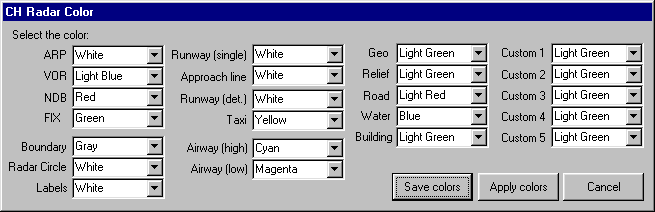 CH Radar Color
Select the color:
ARP White
VOR Light Blue
NDB Red
FIX Green
Boundary Gray
Radar Circle White
Labels White
Runway (single) White
Approach line White
Runway (det.) White
Taxi Yellow
Airway (high) Cyan
Airway (low) Magenta
Geo Light Green
Relief Light Green
Road Light Red
Water Blue
Building Light Green
Custom 1 Light Green
Custom 2 Light Green
Custom 3 Light Green
Custom 4 Light Green
Custom 5 Light Green
Save colors
Apply colors
Cancel